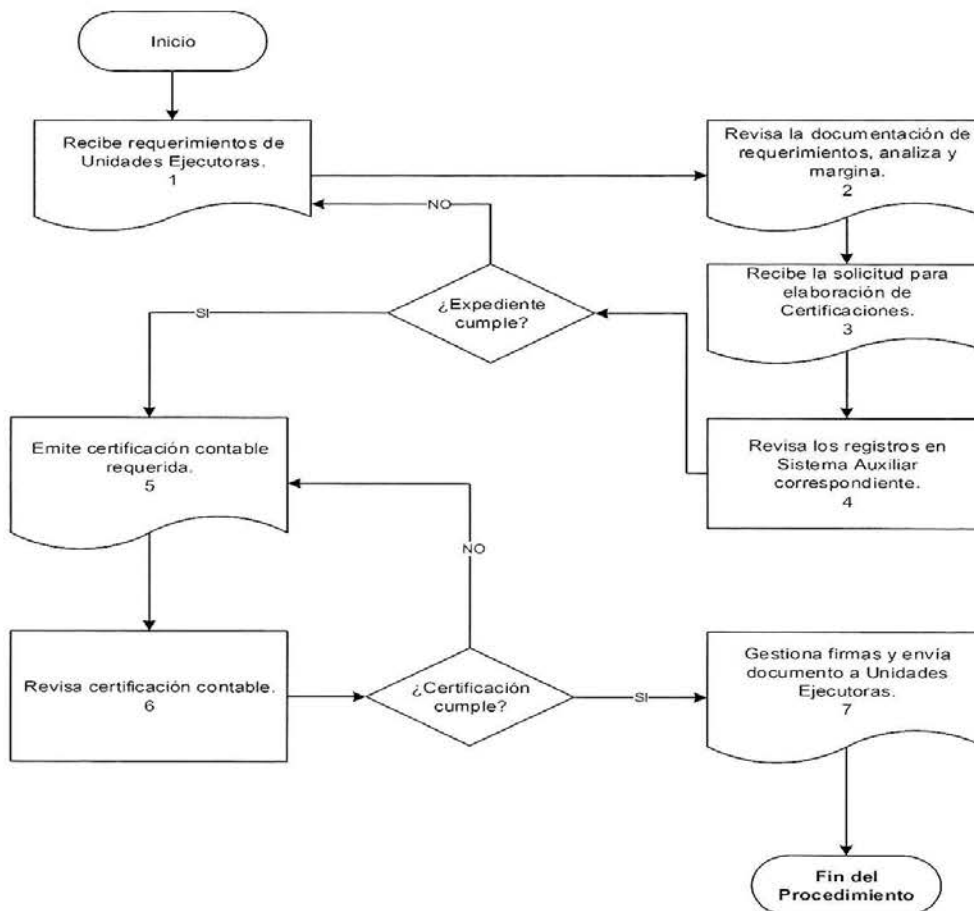 Inicio
Recibe requerimientos de
Unidades Ejecutoras.
1
Revisa la documentación de
requerimientos, analiza y
margina.
2
NO
Recibe la solicitud para
elaboración de
Certificaciones.
3
¿Expediente
cumple?
SI
Revisa los registros en
Sistema Auxiliar
correspondiente.
4
Emite certificación contable
requerida.
5
NO
Revisa certificación contable.
6
¿Certificación
cumple?
SI
Gestiona firmas y envía
documento a Unidades
Ejecutoras.
7
Fin del
Procedimiento